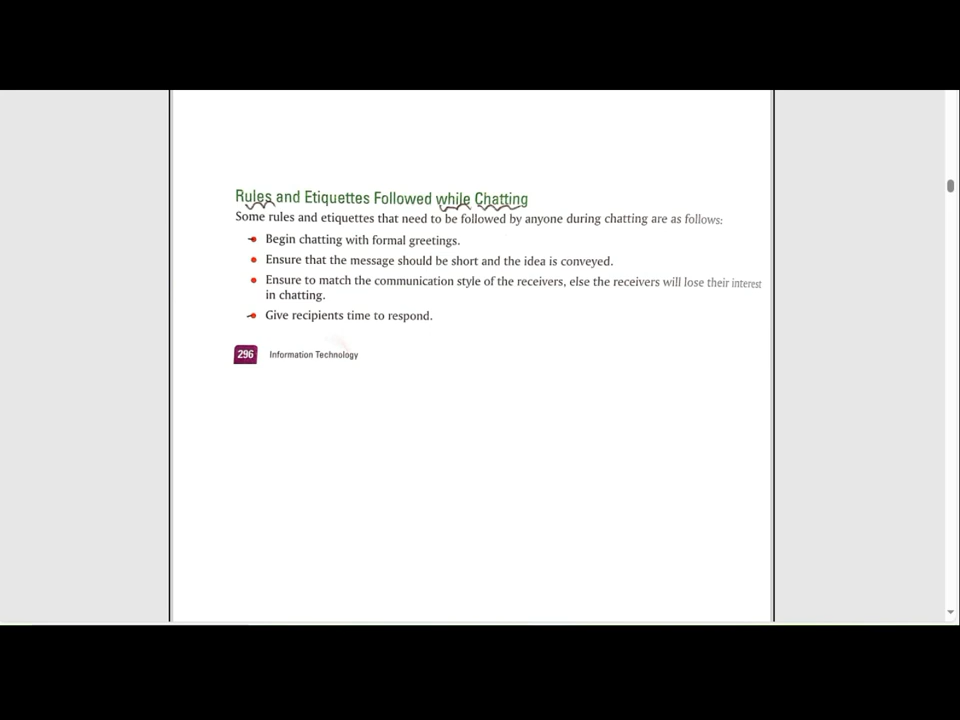 Rules and Etiquettes Followed while Chatting
Some rules and etiquettes that need to be followed by anyone during chatting are as follows:
Begin chatting with formal greetings.
Ensure that the message should be short and the idea is conveyed.
Ensure to match the communication style of the receivers, else the receivers will lose their interest
in chatting.
Give recipients time to respond.
296 Information Technology